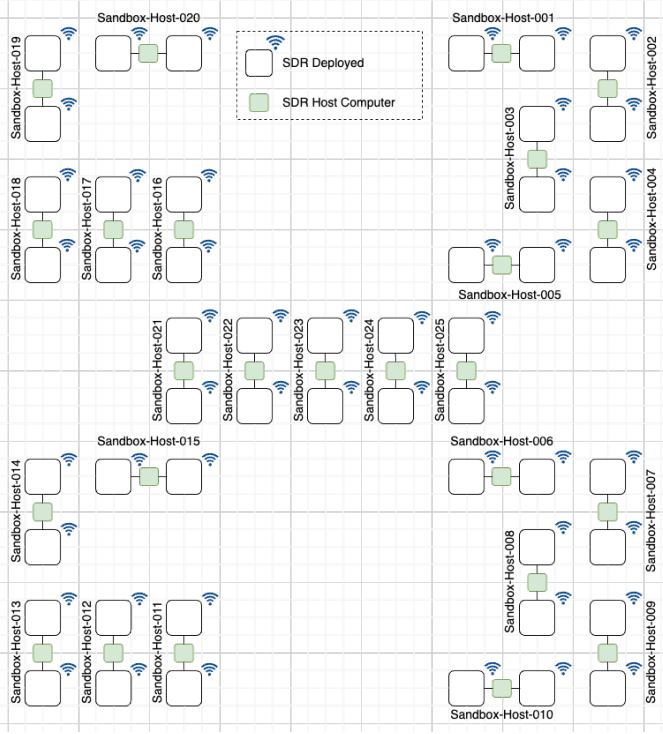 Sandbox-Host-020
Sandbox-Host-001
Sandbox-Host-019
SDR Deployed
SDR Host Computer
Sandbox-Host-002
Sandbox-Host-003
Sandbox-Host-018
Sandbox-Host-017
Sandbox-Host-016
Sandbox-Host-004
Sandbox-Host-005
Sandbox-Host-021
Sandbox-Host-022
Sandbox-Host-023
Sandbox-Host-024
Sandbox-Host-025
Sandbox-Host-015
Sandbox-Host-006
Sandbox-Host-014
Sandbox-Host-007
Sandbox-Host-008
Sandbox-Host-013
Sandbox-Host-012
Sandbox-Host-011
Sandbox-Host-009
Sandbox-Host-010